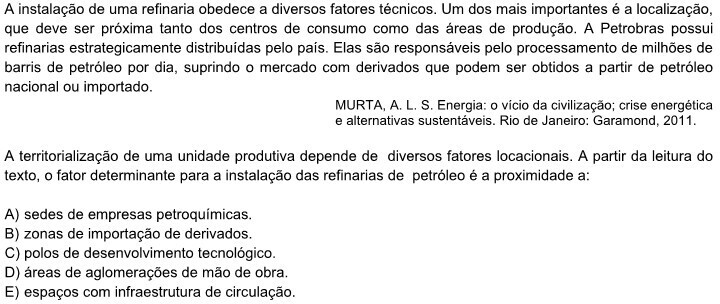 A instalação de uma refinaria obedece a diversos fatores técnicos. Um dos mais importantes é a localização,
que deve ser próxima tanto dos centros de consumo como das áreas de produção. A Petrobras possui
refinarias estrategicamente distribuídas pelo país. Elas são responsáveis pelo processamento de milhões de
barris de petróleo por dia, suprindo o mercado com derivados que podem ser obtidos a partir de petróleo
nacional ou importado.
MURTA, A. L. S. Energia: o vício da civilização; crise energética
e alternativas sustentáveis. Rio de Janeiro: Garamond, 2011.
A territorialização de uma unidade produtiva depende de diversos fatores locacionais. A partir da leitura do
texto, o fator determinante para a instalação das refinarias de petróleo é a proximidade a:
A) sedes de empresas petroquímicas.
B) zonas de importação de derivados.
C) polos de desenvolvimento tecnológico.
D) áreas de aglomerações de mão de obra.
E) espaços com infraestrutura de circulação.